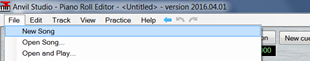 Anvil Studio - Piano Roll Editor - <Untitled> - version 2016.04.01
File Edit Track View Practice Help
New Song
New cue
Open Song...
Open and Play...